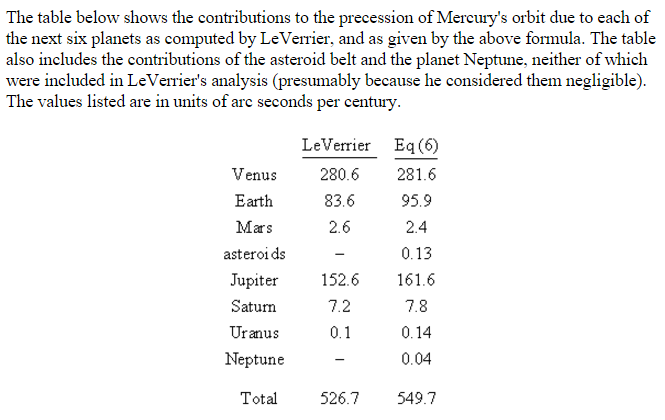 The table below shows the contributions to the precession of Mercury's orbit due to each of
the next six planets as computed by LeVerrier, and as given by the above formula. The table
also includes the contributions of the asteroid belt and the planet Neptune, neither of which
were included in LeVerrier's analysis (presumably because he considered them negligible).
The values listed are in units of arc seconds per century.
LeVerrier Eq(6)
Venus 280.6 281.6
Earth 83.6 95.9
Mars 2.6 2.4
asteroids – 0.13
Jupiter 152.6 161.6
Saturn 7.2 7.8
Uranus 0.1 0.14
Neptune – 0.04
Total 526.7 549.7